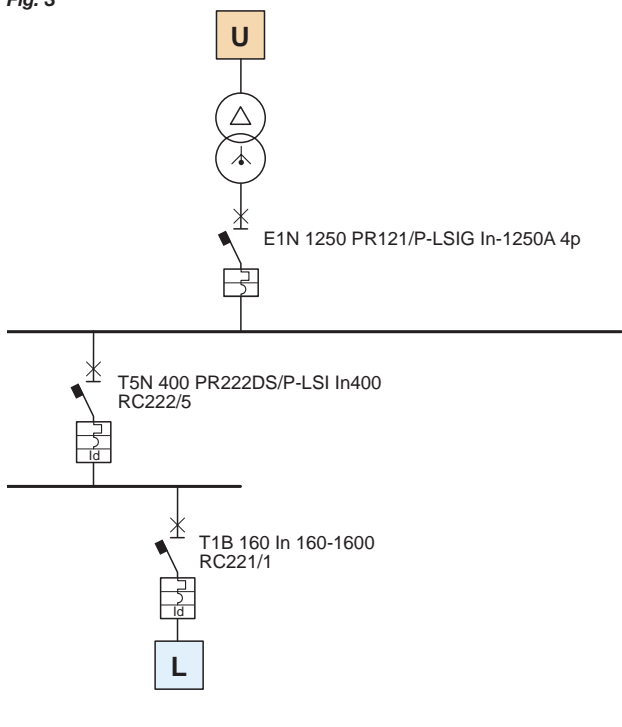 Fig. 3
U
E1N 1250 PR121/P-LSIG In-1250A 4p
T5N 400 PR222DS/P-LSI In400
RC222/5
Id
T1B 160 In 160-1600
RC221/1
Id
L